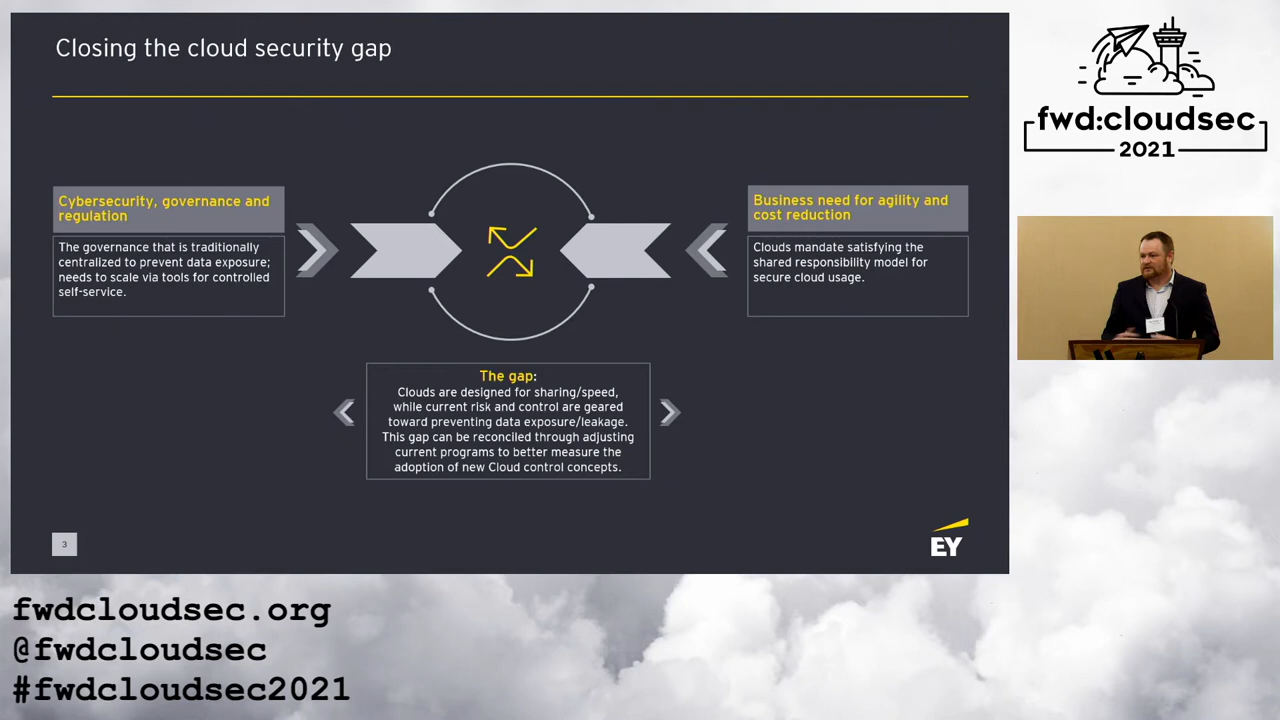 Closing the cloud security gap
Cybersecurity, governance and
regulation
The governance that is traditionally
centralized to prevent data exposure;
needs to scale via tools for controlled
self-service.
Business need for agility and
cost reduction
Clouds mandate satisfying the
shared responsibility model for
secure cloud usage.
The gap:
Clouds are designed for sharing/speed,
while current risk and control are geared
toward preventing data exposure/leakage.
This gap can be reconciled through adjusting
current programs to better measure the
adoption of new Cloud control concepts.
3
EY
fwd:cloudsec
2021
fwdcloudsec.org
@fwdcloudsec
#fwdcloudsec2021